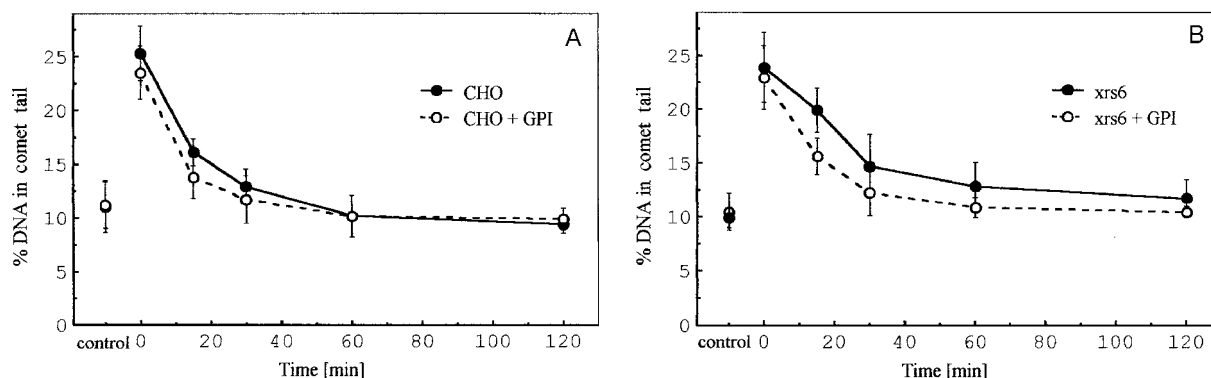 A
% DNA in comet tail
25
20
15
10
5
0
CHO
CHO + GPI
control 0 20 40 60 80 100 120
Time [min]
B
% DNA in comet tail
25
20
15
10
5
0
xrs6
xrs6 + GPI
control 0 20 40 60 80 100 120
Time [min]